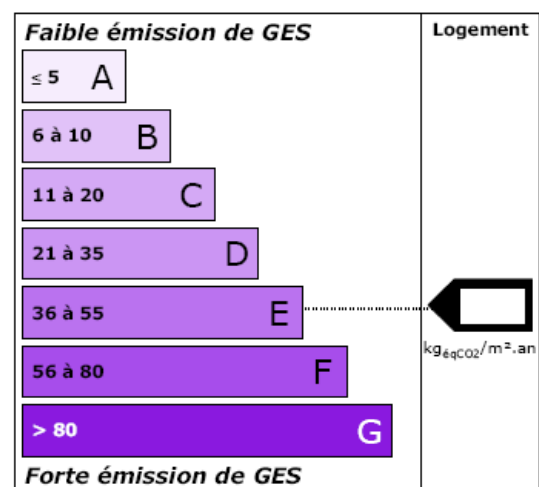 Faible émission de GES
Logement
≤ 5 A
6 à 10 B
11 à 20 C
21 à 35 D
36 à 55 E
kgéqCO2/m².an
56 à 80 F
> 80 G
Forte émission de GES